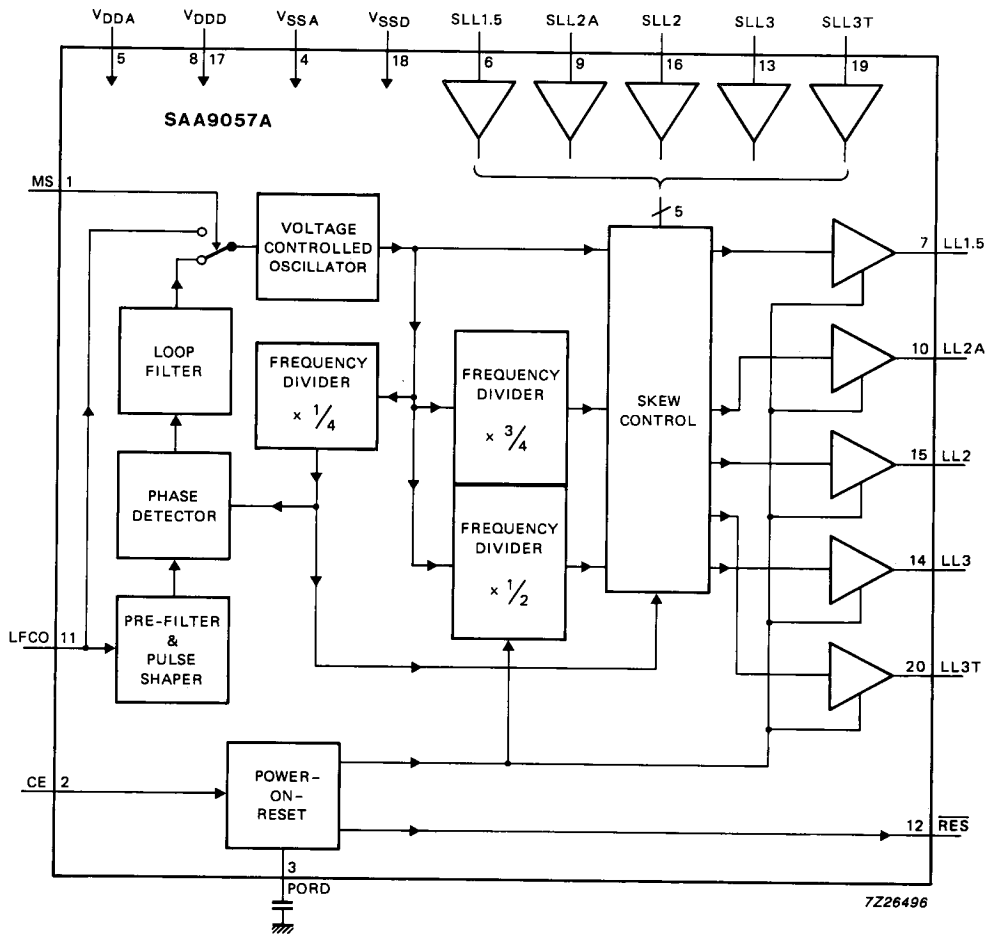 VDDA VDDD VSSA VSSD SLL1.5 SLL2A SLL2 SLL3 SLL3T
5 8 17 4 18 6 9 16 13 19
SAA9057A
MS 1
5
VOLTAGE
CONTROLLED
OSCILLATOR
7 LL1.5
LOOP
FILTER
FREQUENCY
DIVIDER
× 1/4
FREQUENCY
DIVIDER
× 3/4
SKEW
CONTROL
10 LL2A
15 LL2
PHASE
DETECTOR
FREQUENCY
DIVIDER
× 1/2
14 LL3
LFCO 11
PRE-FILTER
&
PULSE
SHAPER
20 LL3T
CE 2
POWER-
ON-
RESET
12 RES
3
PORD
7Z26496